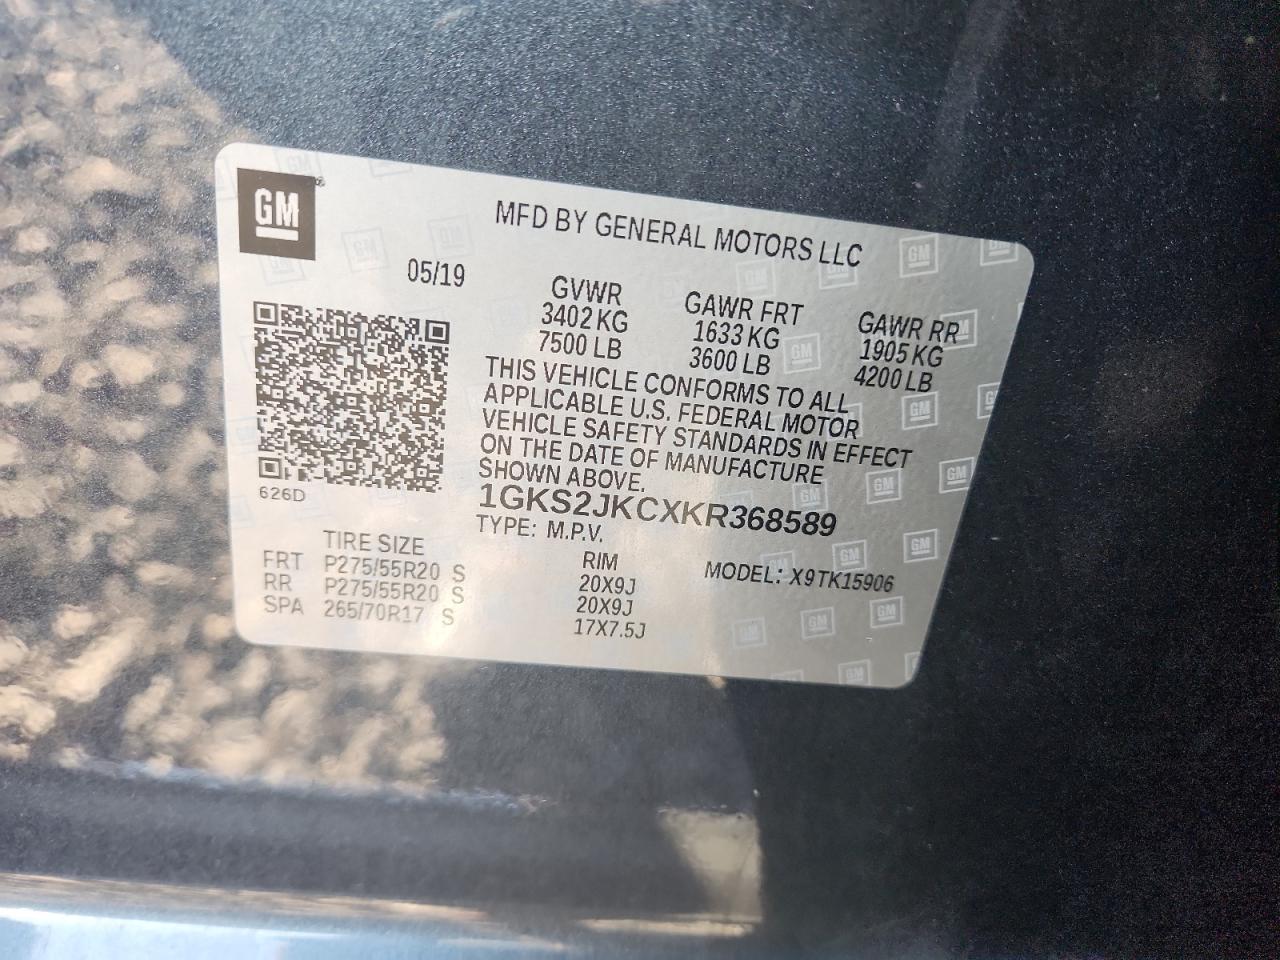 GM
MFD BY GENERAL MOTORS LLC
05/19
GVWR GAWR FRT GAWR RR
3402 KG 1633 KG 1905 KG
7500 LB 3600 LB 4200 LB
THIS VEHICLE CONFORMS TO ALL
APPLICABLE U.S. FEDERAL MOTOR
VEHICLE SAFETY STANDARDS IN EFFECT
ON THE DATE OF MANUFACTURE
SHOWN ABOVE.
626D
1GKS2JKCXKR368589
TYPE: M.P.V.
TIRE SIZE RIM MODEL: X9TK15906
FRT P275/55R20 S 20X9J
RR P275/55R20 S 20X9J
SPA 265/70R17 S 17X7.5J